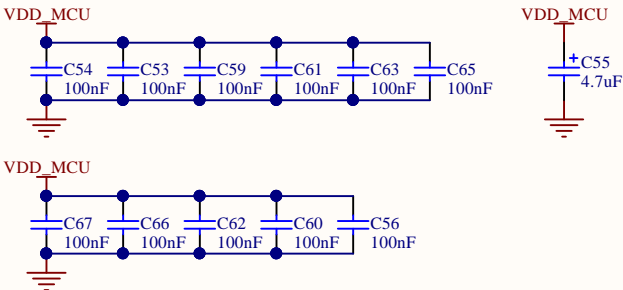 VDD_MCU
C54 C53 C59 C61 C63 C65
100nF 100nF 100nF 100nF 100nF 100nF
VDD_MCU
+
C55
4.7uF
VDD_MCU
C67 C66 C62 C60 C56
100nF 100nF 100nF 100nF 100nF